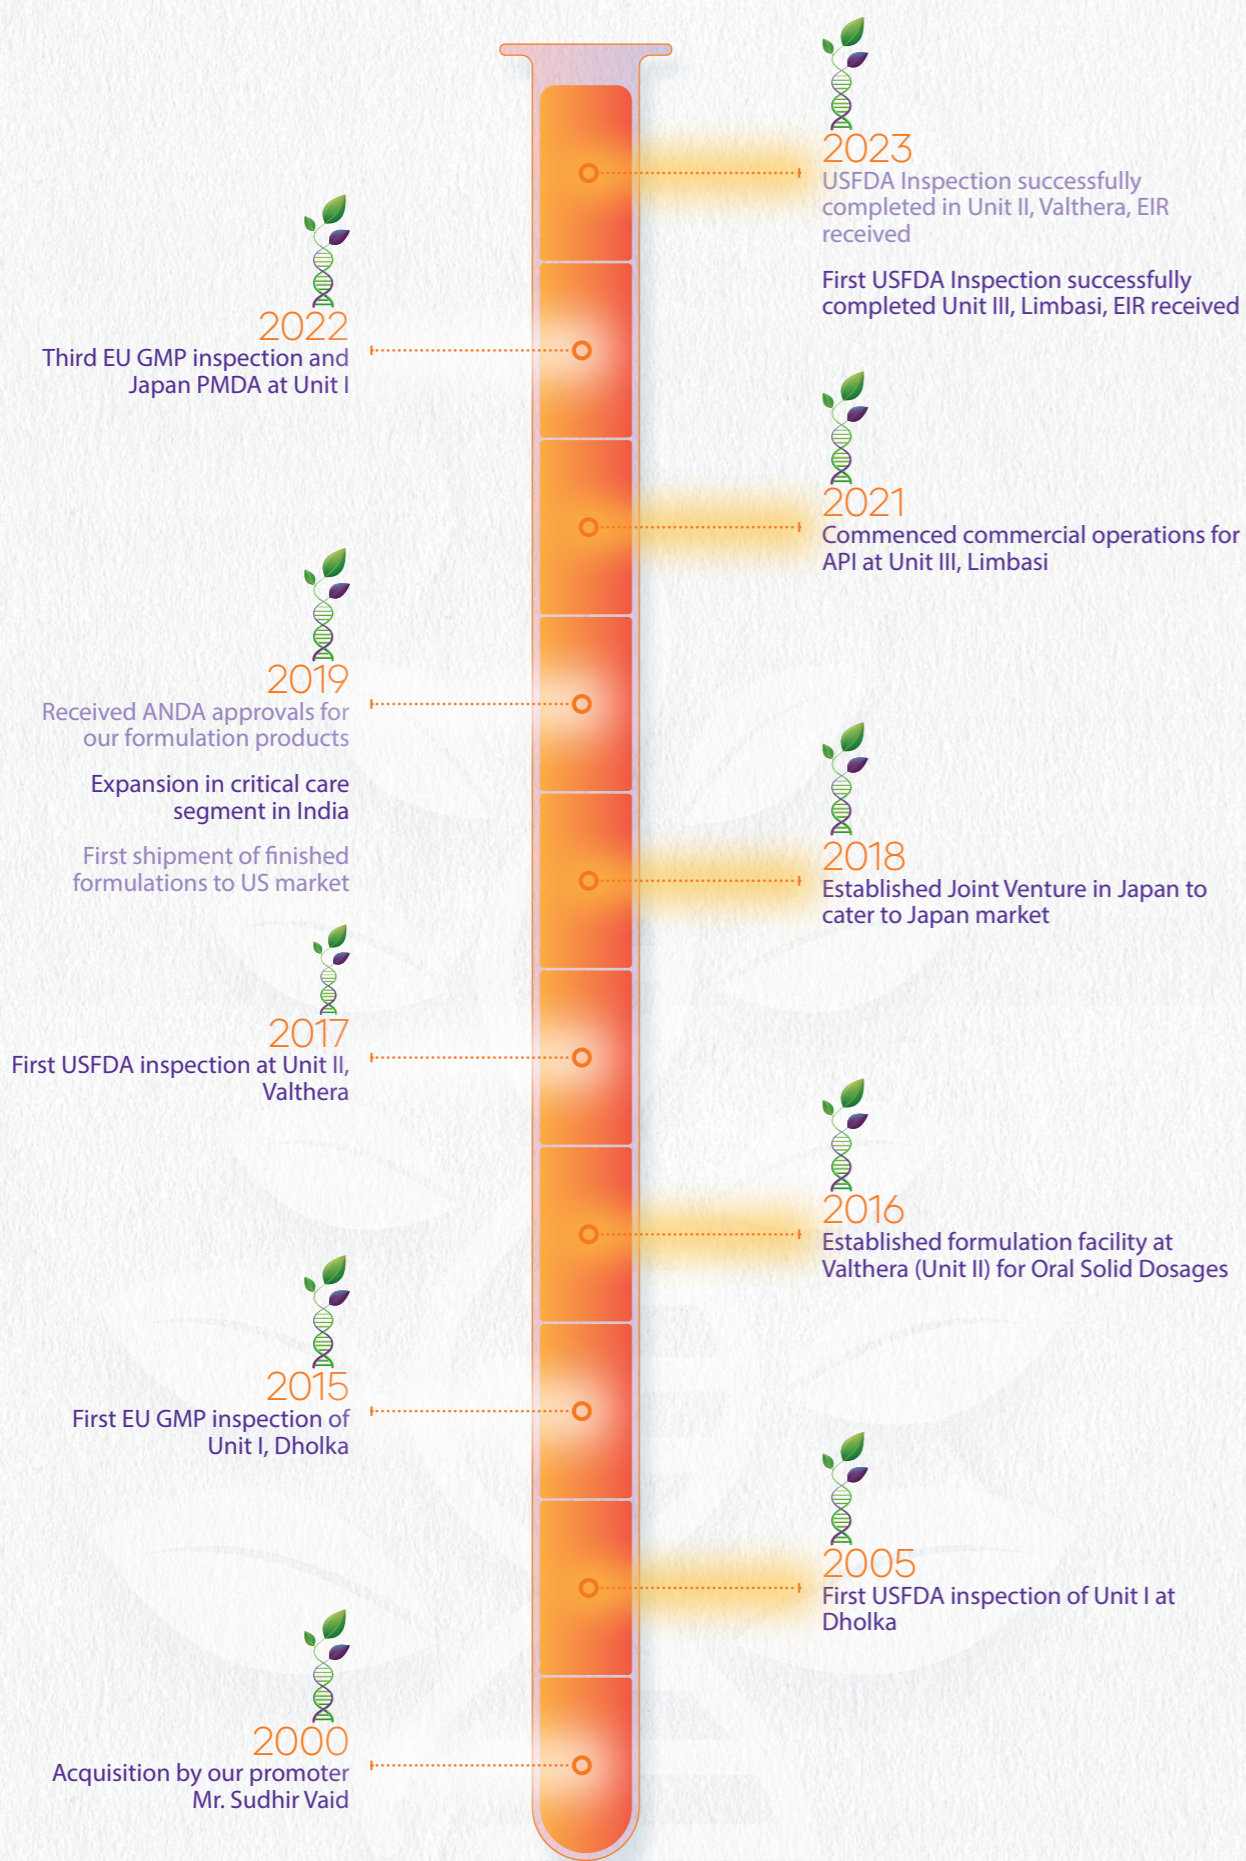 2023
USFDA Inspection successfully
completed in Unit II, Valthera, EIR
received
First USFDA Inspection successfully
completed Unit III, Limbasi, EIR received
2022
Third EU GMP inspection and
Japan PMDA at Unit I
2021
Commenced commercial operations for
API at Unit III, Limbasi
2019
Received ANDA approvals for
our formulation products
Expansion in critical care
segment in India
First shipment of finished
formulations to US market
2018
Established Joint Venture in Japan to
cater to Japan market
2017
First USFDA inspection at Unit II,
Valthera
2016
Established formulation facility at
Valthera (Unit II) for Oral Solid Dosages
2015
First EU GMP inspection of
Unit I, Dholka
2005
First USFDA inspection of Unit I at
Dholka
2000
Acquisition by our promoter
Mr. Sudhir Vaid